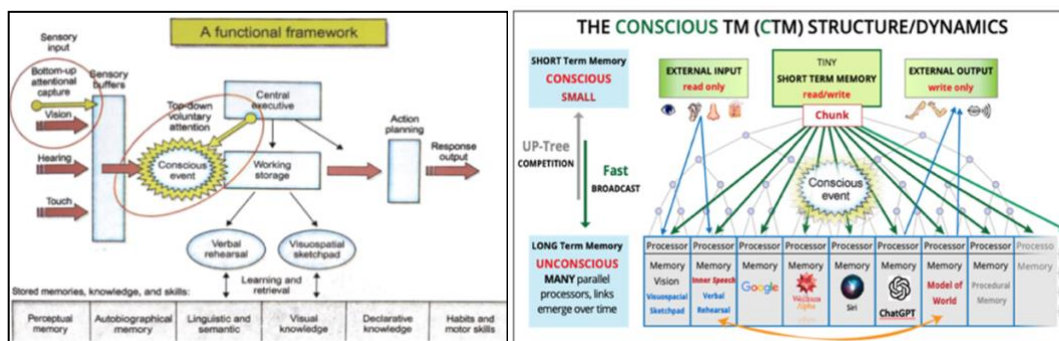 A functional framework
Sensory
input
Bottom-up
attentional
capture
Sensory
buffers
Vision
Hearing
Touch
Top-down
voluntary
attention
Central
executive
Conscious
event
Working
storage
Action
planning
Response
output
Verbal
rehearsal
Visuospatial
sketchpad
Learning and
retrieval
Stored memories, knowledge, and skills:
Perceptual
memory
Autobiographical
memory
Linguistic and
semantic
Visual
knowledge
Declarative
knowledge
Habits and
motor skills
THE CONSCIOUS TM (CTM) STRUCTURE/DYNAMICS
SHORT TERM MEMORY
CONSCIOUS
SMALL
EXTERNAL INPUT
read only
TINY
SHORT TERM MEMORY
read/write
Chunk
EXTERNAL OUTPUT
write only
UP-Tree
COMPETITION
Fast
BROADCAST
Conscious
event
LONG Term Memory
UNCONSCIOUS
MANY parallel
processors, links
emerge over time
Processor
Memory
Vision
Visuospacial
Sketchpad
Processor
Memory
Inner Speech
Verbal
Rehearsal
Processor
Memory
Google
Processor
Memory
Wolfram
Alpha
Processor
Memory
Siri
Processor
Memory
ChatGPT
Processor
Memory
Model of
World
Processor
Memory
Procedural
Memory
Processo
Memory